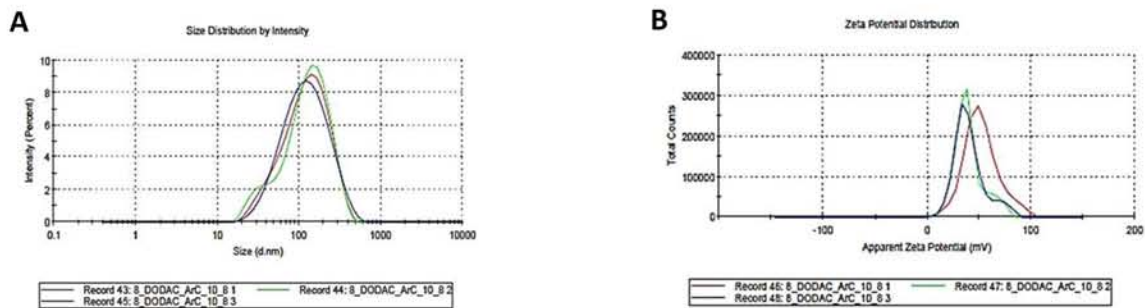 A
Size Distribution by Intensity
Intensity (Percent)
10
8
6
4
2
0
0.1 1 10 100 1000 10000
Size (d.nm)
Record 43: 8_DODAC_ArC_10_8 1 Record 44: 8_DODAC_ArC_10_8 2
Record 45: 8_DODAC_ArC_10_8 3
B
Zeta Potential Distribution
Total Counts
400000
300000
200000
100000
0
-100 0 100 200
Apparent Zeta Potential (mV)
Record 46: 8_DODAC_ArC_10_8 1 Record 47: 8_DODAC_ArC_10_8 2
Record 48: 8_DODAC_ArC_10_8 3